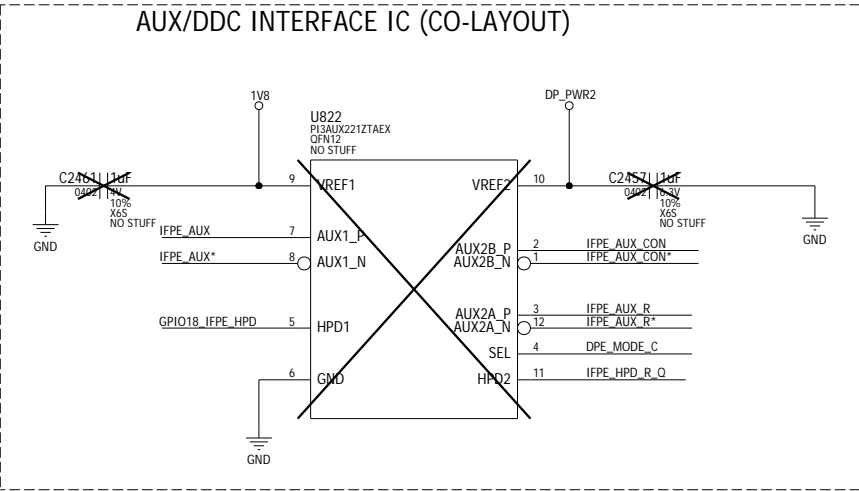 AUX/DDC INTERFACE IC (CO-LAYOUT)
1V8
DP_PWR2
U822
PI3AUX221ZTAEX
QFN12
NO STUFF
C2461 1uF
0402 4V
10%
X6S
NO STUFF
GND
9 VREF1
VREF2 10
C2457 1uF
0402 6.3V
10%
X6S
NO STUFF
GND
IFPE_AUX 7 AUX1_P
IFPE_AUX* 8 AUX1_N
AUX2B_P 2 IFPE_AUX_CON
AUX2B_N 1 IFPE_AUX_CON*
GPIO18_IFPE_HPD 5 HPD1
AUX2A_P 3 IFPE_AUX_R
AUX2A_N 12 IFPE_AUX_R*
SEL 4 DPE_MODE_C
6 GND
HPD2 11 IFPE_HPD_R_Q
GND